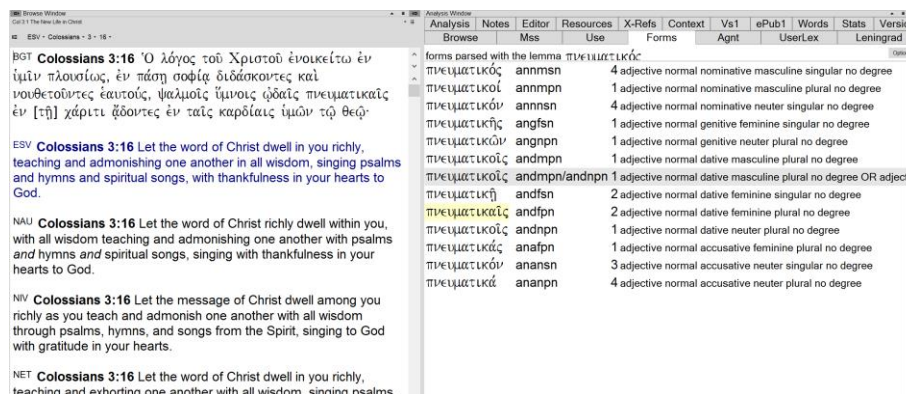 Browse Window
Col 3:1 The New Life in Christ
ESV - Colossians - 3 - 16 -
BGT Colossians 3:16 Ὁ λόγος τοῦ Χριστοῦ ἐνοικείτω ἐν
ὑμῖν πλουσίως, ἐν πάσῃ σοφίᾳ διδάσκοντες καὶ
νουθετοῦντες ἑαυτούς, ψαλμοῖς ὕμνοις ᾠδαῖς πνευματικαῖς
ἐν [τῇ] χάριτι ᾄδοντες ἐν ταῖς καρδίαις ὑμῶν τῷ θεῷ·
ESV Colossians 3:16 Let the word of Christ dwell in you richly,
teaching and admonishing one another in all wisdom, singing psalms
and hymns and spiritual songs, with thankfulness in your hearts to
God.
NAU Colossians 3:16 Let the word of Christ richly dwell within you,
with all wisdom teaching and admonishing one another with psalms
and hymns and spiritual songs, singing with thankfulness in your
hearts to God.
NIV Colossians 3:16 Let the message of Christ dwell among you
richly as you teach and admonish one another with all wisdom
through psalms, hymns, and songs from the Spirit, singing to God
with gratitude in your hearts.
NET Colossians 3:16 Let the word of Christ dwell in you richly,
teaching and exhorting one another with all wisdom, singing psalms
Analysis Window
Analysis Notes Editor Resources X-Refs Context Vs1 ePub1 Words Stats Versi
Browse Mss Use Forms Agnt UserLex Leningrad
forms parsed with the lemma πνευματικός
πνευματικός annmsn 4 adjective normal nominative masculine singular no degree
πνευματικοί annmpn 1 adjective normal nominative masculine plural no degree
πνευματικόν annnsn 4 adjective normal nominative neuter singular no degree
πνευματικῆς angfsn 1 adjective normal genitive feminine singular no degree
πνευματικῶν angnpn 1 adjective normal genitive neuter plural no degree
πνευματικοῖς andmpn 1 adjective normal dative masculine plural no degree
πνευματικοῖς andmpn/andnpn 1 adjective normal dative masculine plural no degree OR adject
πνευματικῇ andfsn 2 adjective normal dative feminine singular no degree
πνευματικαῖς andfpn 2 adjective normal dative feminine plural no degree
πνευματικοῖς andnpn 1 adjective normal dative neuter plural no degree
πνευματικάς anafpn 1 adjective normal accusative feminine plural no degree
πνευματικόν anansn 3 adjective normal accusative neuter singular no degree
πνευματικά ananpn 4 adjective normal accusative neuter plural no degree